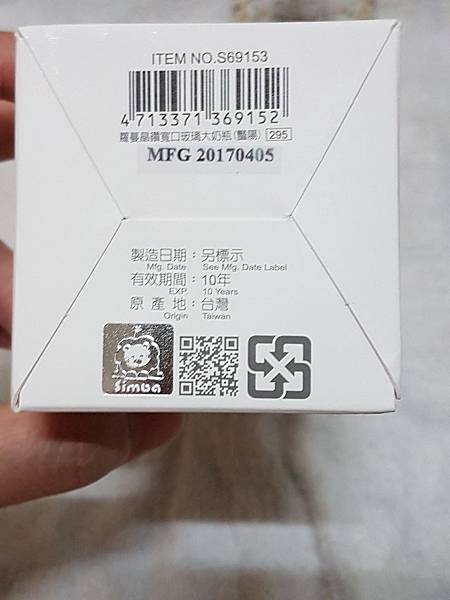 ITEM NO.S69153
4 713371 369152
羅蔓晶鑽寬口玻璃大奶瓶(豔陽) 295
MFG 20170405
製造日期：另標示
Mfg. Date See Mfg. Date Label
有效期間：10年
EXP. 10 Years
原產地：台灣
Origin Taiwan
simba